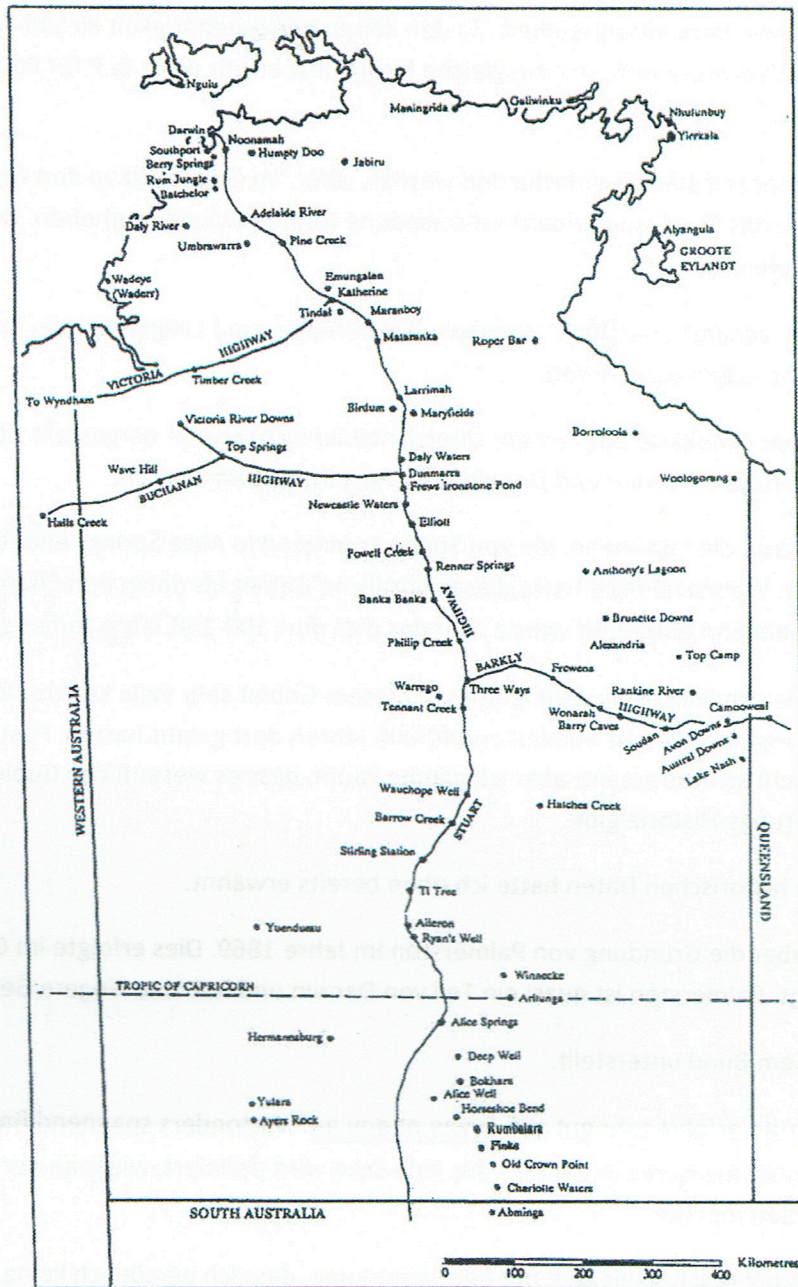 Nguiu
Maningrida
Galiwinku
Nhulunbuy
Yirrkala
Darwin
Noonamah
Southport
Humpty Doo
Berry Springs
Jabiru
Rum Jungle
Batchelor
Adelaide River
Daly River
Umbrawarra
Pine Creek
Alyangula
GROOTE
EYLANDT
Wadeye
(Waderr)
Emungalan
Katherine
Tindal
Maranboy
Mataranka
Roper Bar
VICTORIA HIGHWAY
Timber Creek
To Wyndham
Larrimah
Birdum
Maryfields
Victoria River Downs
Borroloola
Top Springs
Daly Waters
Wave Hill
Dunmarra
BUCHANAN HIGHWAY
Frews Ironstone Pond
Woologorang
Newcastle Waters
Halls Creek
Elliott
Powell Creek
Renner Springs
Anthony's Lagoon
Banka Banka
HIGHWAY
Brunette Downs
Phillip Creek
Alexandria
Top Camp
BARKLY HIGHWAY
Frewena
Warrego
Three Ways
Rankine River
Tennant Creek
Wonarah
Camooweal
Barry Caves
Soudan
Avon Downs
Austral Downs
Lake Nash
WESTERN AUSTRALIA
Wauchope Well
Hatches Creek
Barrow Creek
STUART
Stirling Station
QUEENSLAND
Ti Tree
Yuendumu
Aileron
Ryan's Well
Winnecke
TROPIC OF CAPRICORN
Arltunga
Alice Springs
Hermannsburg
Deep Well
Bokhara
Yulara
Alice Well
Ayers Rock
Horseshoe Bend
Rumbalara
Finke
Old Crown Point
Charlotte Waters
SOUTH AUSTRALIA
Abminga
Kilometres
0 100 200 300 400